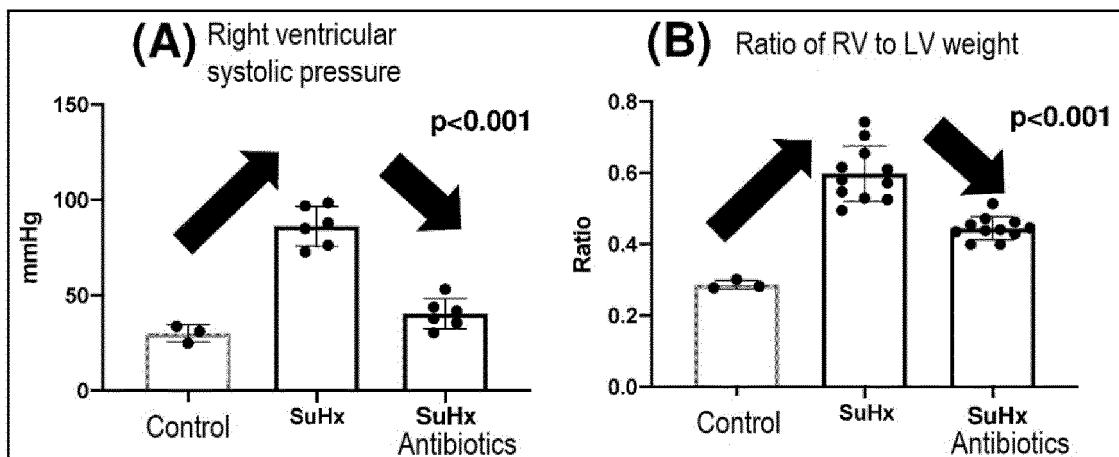 (A) Right ventricular
systolic pressure
150
100
50
0
mmHg
p<0.001
Control
SuHx
SuHx
Antibiotics
(B) Ratio of RV to LV weight
0.8
0.6
0.4
0.2
0.0
Ratio
p<0.001
Control
SuHx
SuHx
Antibiotics